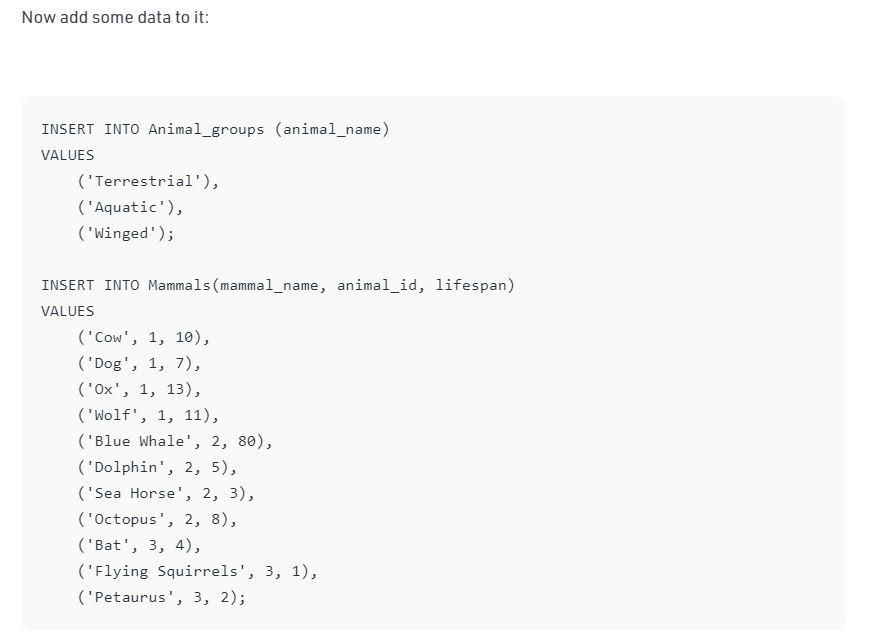 Now add some data to it:
INSERT INTO Animal_groups (animal_name)
VALUES
('Terrestrial'),
('Aquatic'),
('Winged');
INSERT INTO Mammals(mammal_name, animal_id, lifespan)
VALUES
('Cow', 1, 10),
('Dog', 1, 7),
('Ox', 1, 13),
('Wolf', 1, 11),
('Blue Whale', 2, 80),
('Dolphin', 2, 5),
('Sea Horse', 2, 3),
('Octopus', 2, 8),
('Bat', 3, 4),
('Flying Squirrels', 3, 1),
('Petaurus', 3, 2);